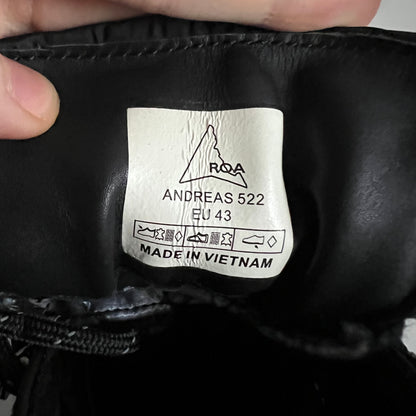 ROA
ANDREAS 522
EU 43
MADE IN VIETNAM